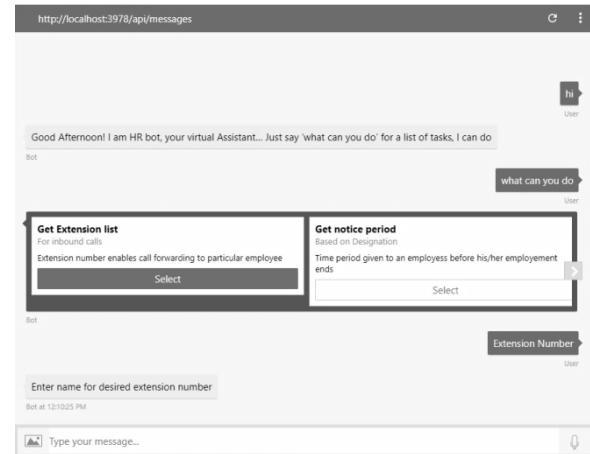 http://localhost:3978/api/messages
hi
User
Good Afternoon! I am HR bot, your virtual Assistant... Just say 'what can you do' for a list of tasks, I can do
Bot
what can you do
User
Get Extension list
For inbound calls
Extension number enables call forwarding to particular employee
Select
Get notice period
Based on Designation
Time period given to an employess before his/her employement
ends
Select
Bot
Extension Number
User
Enter name for desired extension number
Bot at 12:10:25 PM
Type your message...